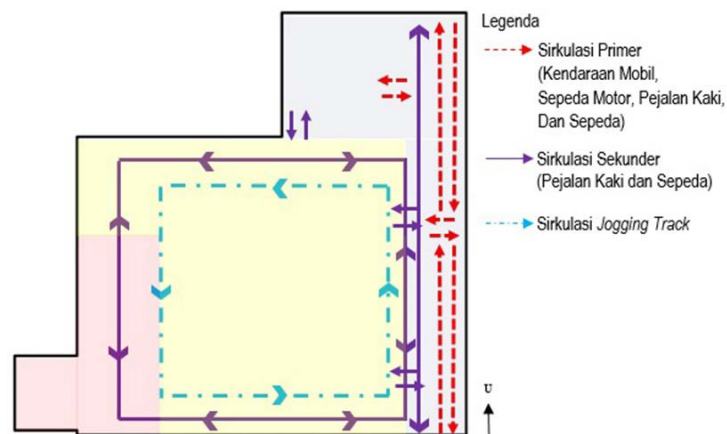 Legenda
Sirkulasi Primer
(Kendaraan Mobil,
Sepeda Motor, Pejalan Kaki,
Dan Sepeda)
Sirkulasi Sekunder
(Pejalan Kaki dan Sepeda)
Sirkulasi Jogging Track
U